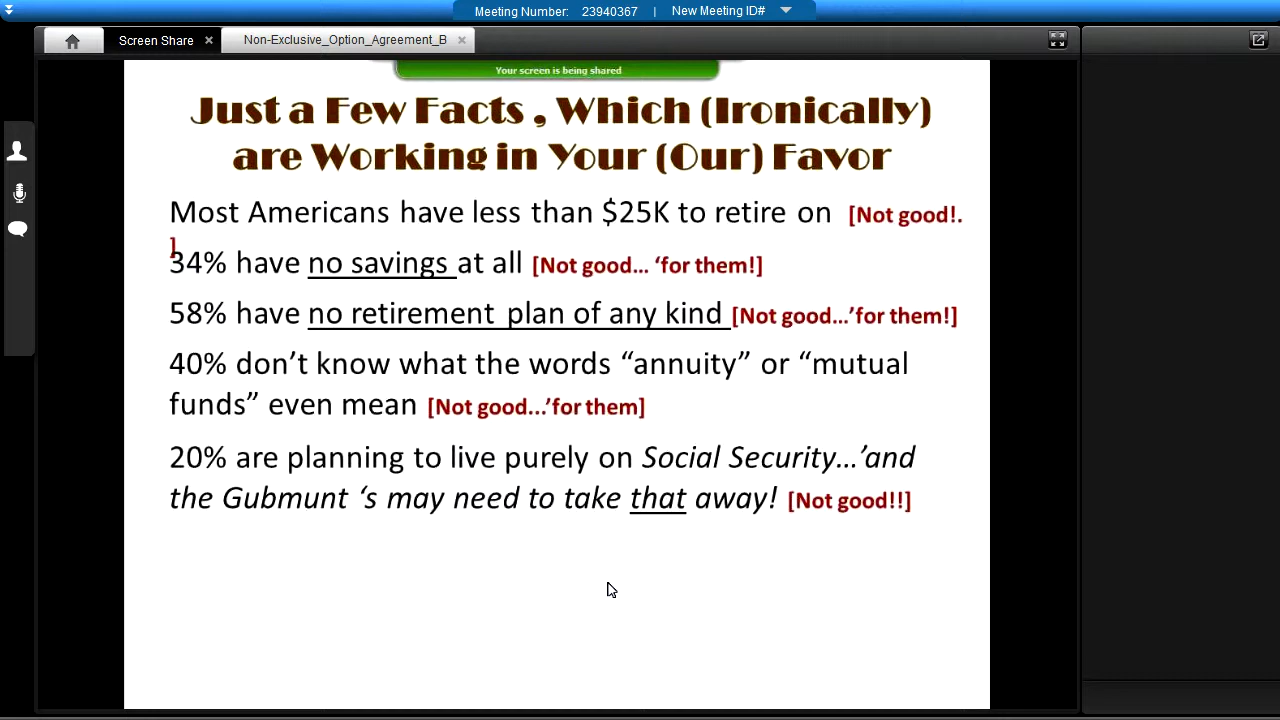 Meeting Number: 23940367 | New Meeting ID#
Screen Share × Non-Exclusive_Option_Agreement_B ×
Your screen is being shared
Just a Few Facts , Which (Ironically)
are Working in Your (Our) Favor
Most Americans have less than $25K to retire on [Not good!.
]
34% have no savings at all [Not good… ‘for them!]
58% have no retirement plan of any kind [Not good…’for them!]
40% don’t know what the words “annuity” or “mutual
funds” even mean [Not good...’for them]
20% are planning to live purely on Social Security…’and
the Gubmunt ‘s may need to take that away! [Not good!!]